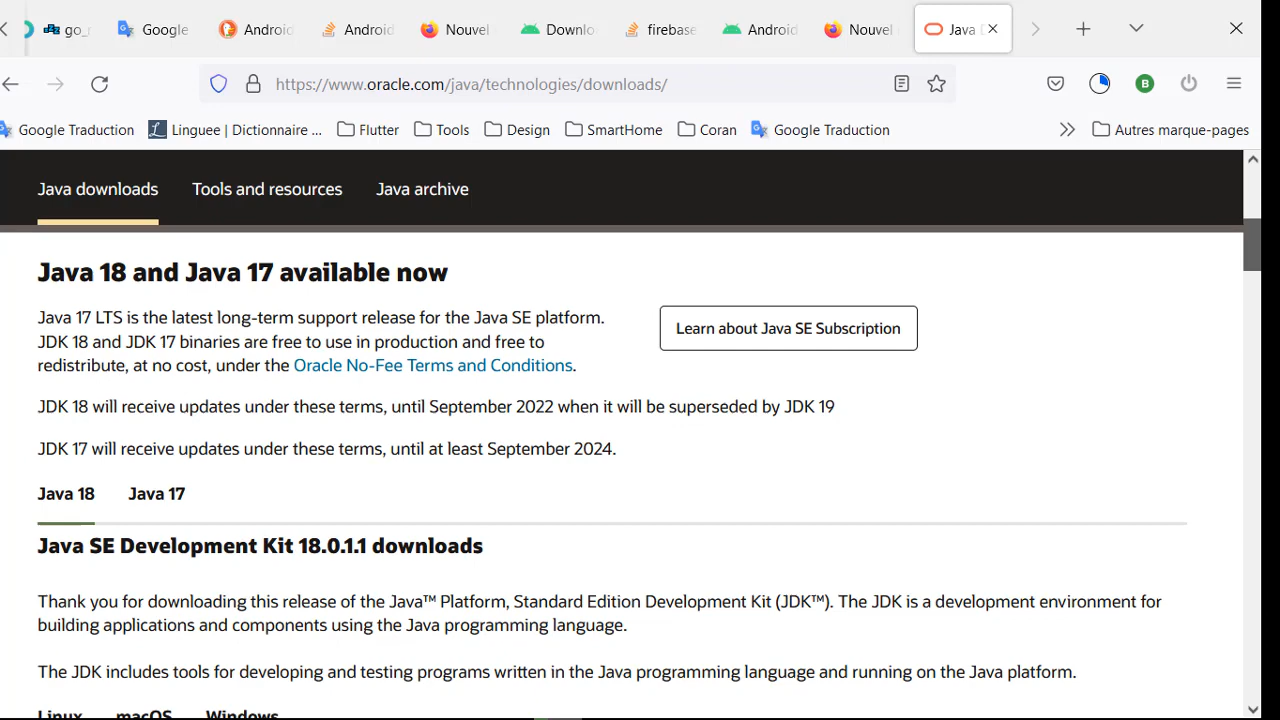 go_
Google
Android
Android
Nouvel
Downlo
firebase
Android
Nouvel
Java
https://www.oracle.com/java/technologies/downloads/
B
Google Traduction
Linguee | Dictionnaire ...
Flutter
Tools
Design
SmartHome
Coran
Google Traduction
Autres marque-pages
Java downloads
Tools and resources
Java archive
Java 18 and Java 17 available now
Java 17 LTS is the latest long-term support release for the Java SE platform.
JDK 18 and JDK 17 binaries are free to use in production and free to
redistribute, at no cost, under the Oracle No-Fee Terms and Conditions.
Learn about Java SE Subscription
JDK 18 will receive updates under these terms, until September 2022 when it will be superseded by JDK 19
JDK 17 will receive updates under these terms, until at least September 2024.
Java 18
Java 17
Java SE Development Kit 18.0.1.1 downloads
Thank you for downloading this release of the Java™ Platform, Standard Edition Development Kit (JDK™). The JDK is a development environment for
building applications and components using the Java programming language.
The JDK includes tools for developing and testing programs written in the Java programming language and running on the Java platform.
Linux
macOS
Windows